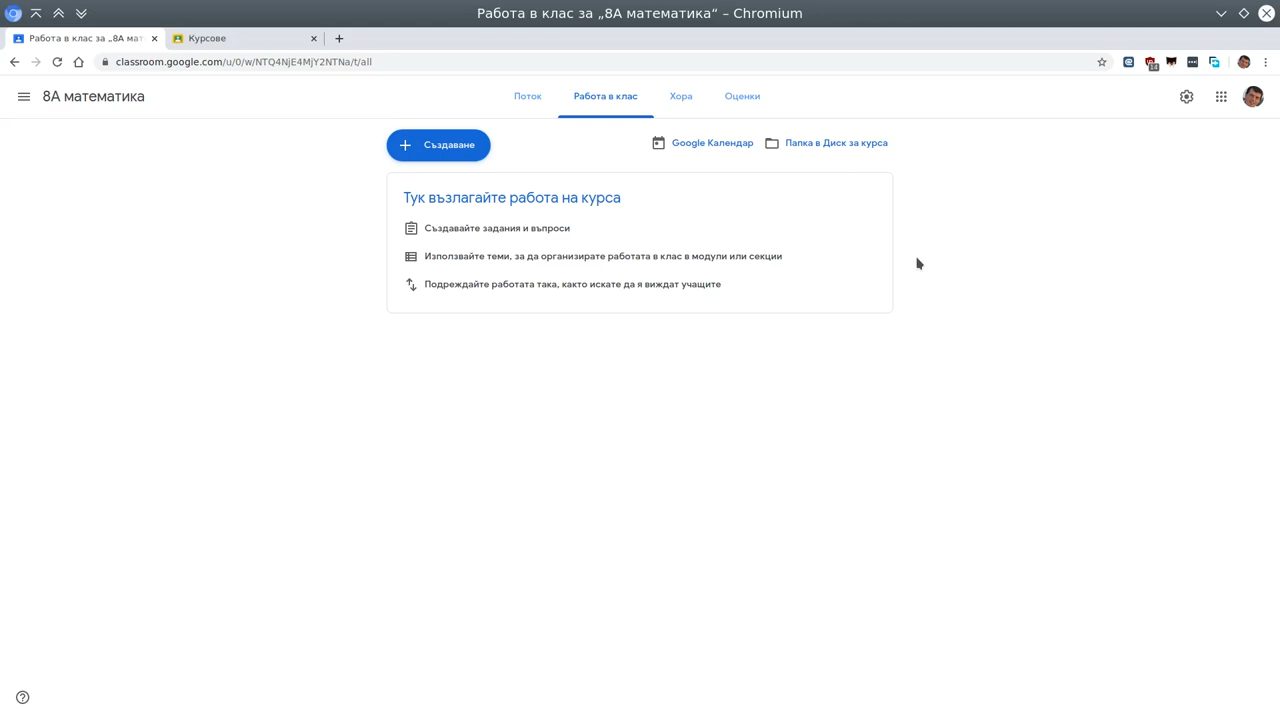 Работа в клас за „8А математика“ – Chromium
Работа в клас за „8А мат
Курсове
classroom.google.com/u/0/w/NTQ4NjE4MjY2NTNa/t/all
14
8А математика
Поток
Работа в клас
Хора
Оценки
Създаване
Google Календар
Папка в Диск за курса
Тук възлагайте работа на курса
Създавайте задания и въпроси
Използвайте теми, за да организирате работата в клас в модули или секции
Подреждайте работата така, както искате да я виждат учащите